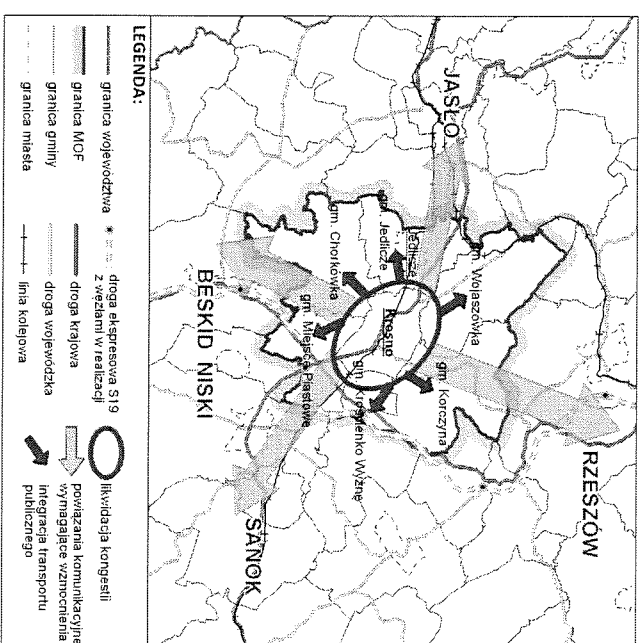 RZESZÓW
JASŁO
gm. Wojaszówka
Jedlicze
gm. Jedlicze
gm. Korczyna
Krosno
gm. Chorkówka
gm. Krościenko Wyżne
gm. Miejsce Piastowe
SANOK
BESKID NISKI
LEGENDA:
granica województwa
granica MOF
granica gminy
granica miasta
droga ekspresowa S19
z węzłami w realizacji
droga krajowa
droga wojewódzka
linia kolejowa
likwidacja kongestii
powiązania komunikacyjne
wymagające wzmocnienia
integracja transportu
publicznego